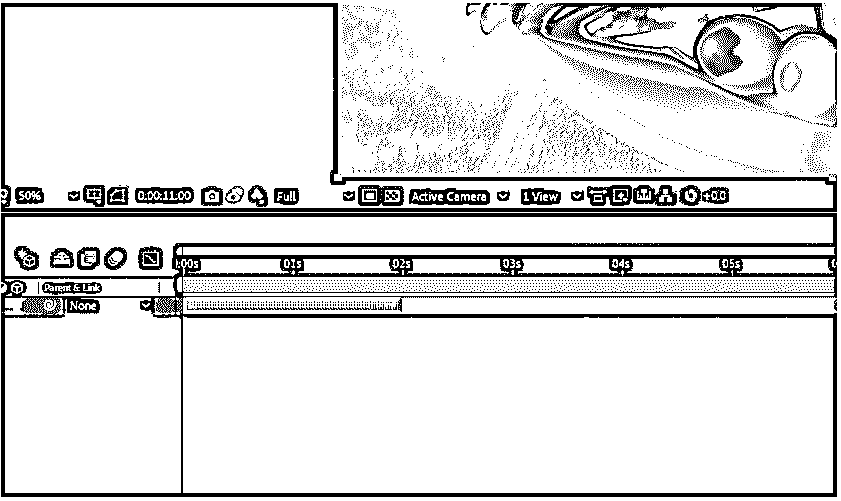 50% 0:00:11:00 Full Active Camera 1 View +0.0
:00s 01s 02s 03s 04s 05s
Parent & Link
None